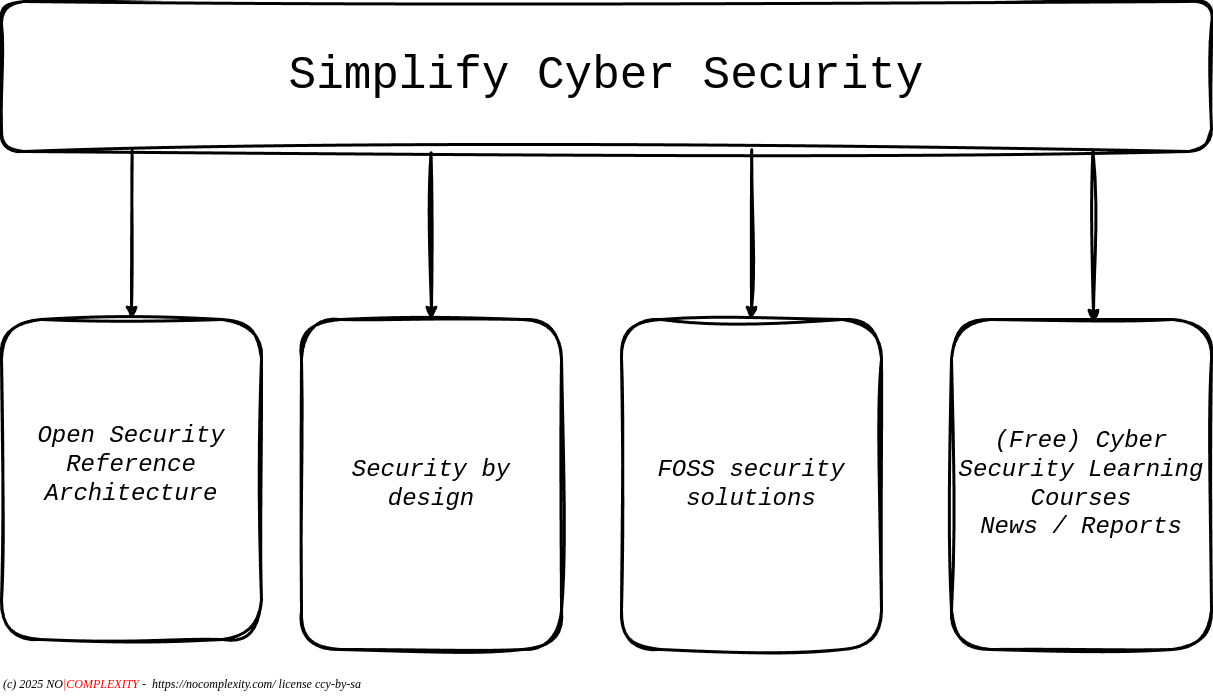 Simplify Cyber Security
Open Security
Reference
Architecture
Security by
design
FOSS security
solutions
(Free) Cyber
Security Learning
Courses
News / Reports
(c) 2025 NO|COMPLEXITY - https://nocomplexity.com/ license ccy-by-sa